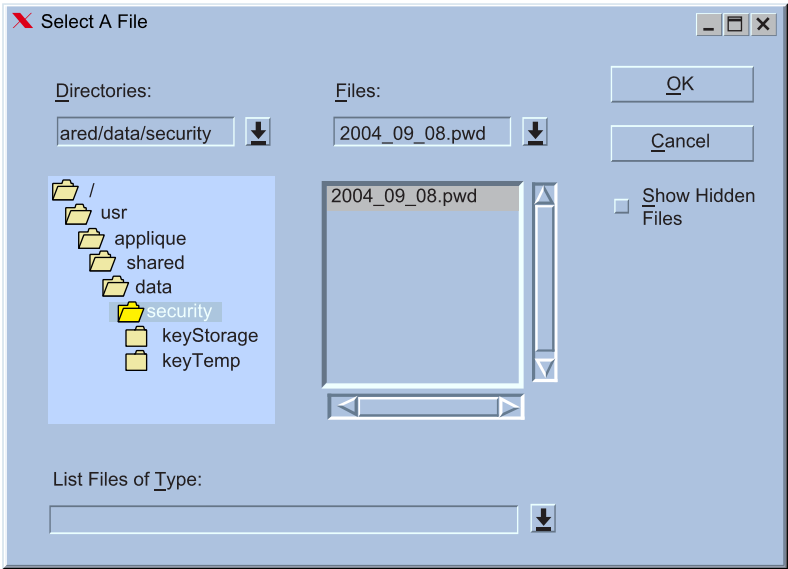 Select A File
Directories:
Files:
ared/data/security
2004_09_08.pwd
OK
Cancel
Show Hidden
Files
/
usr
applique
shared
data
security
keyStorage
keyTemp
2004_09_08.pwd
List Files of Type: